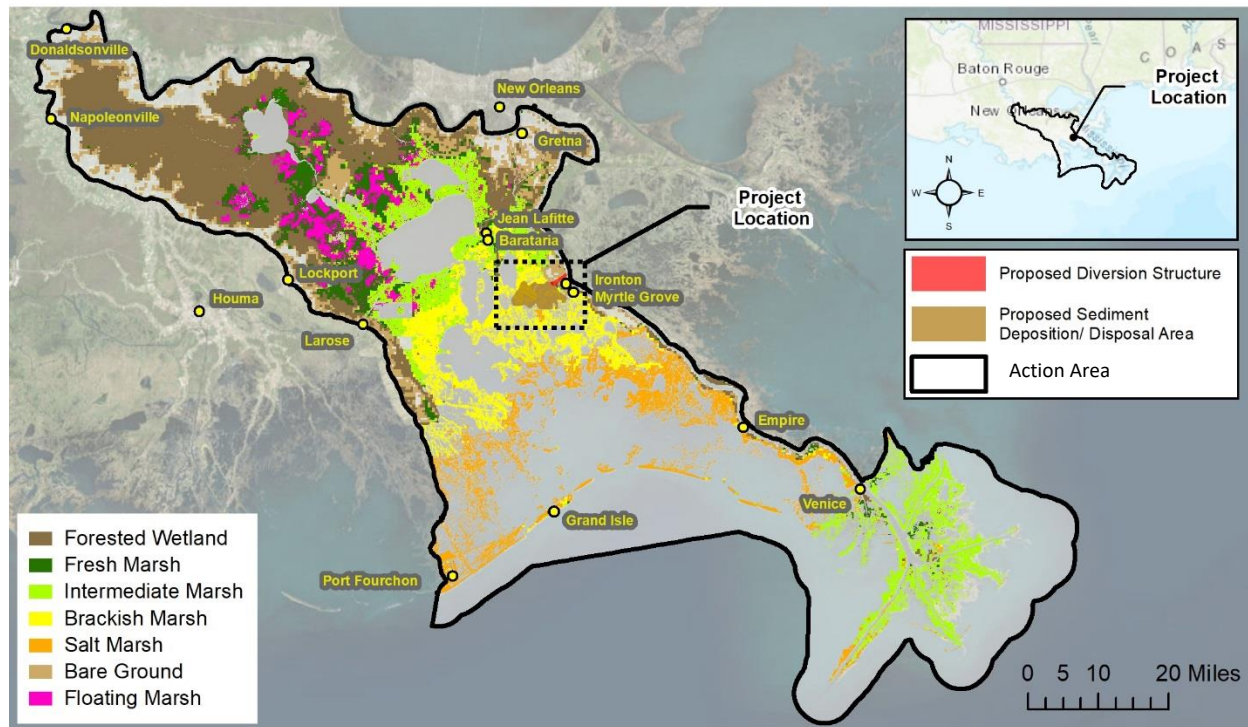 Donaldsonville
Napoleonville
New Orleans
Gretna
Project
Location
Jean Lafitte
Barataria
Ironton
Myrtle Grove
Lockport
Houma
Larose
Empire
Venice
Grand Isle
Port Fourchon
MISSISSIPPI
Pearl
COAS
Baton Rouge
Project
Location
New Orleans
Mississippi
N
W E
S
Proposed Diversion Structure
Proposed Sediment
Deposition/ Disposal Area
Action Area
Forested Wetland
Fresh Marsh
Intermediate Marsh
Brackish Marsh
Salt Marsh
Bare Ground
Floating Marsh
0 5 10 20 Miles